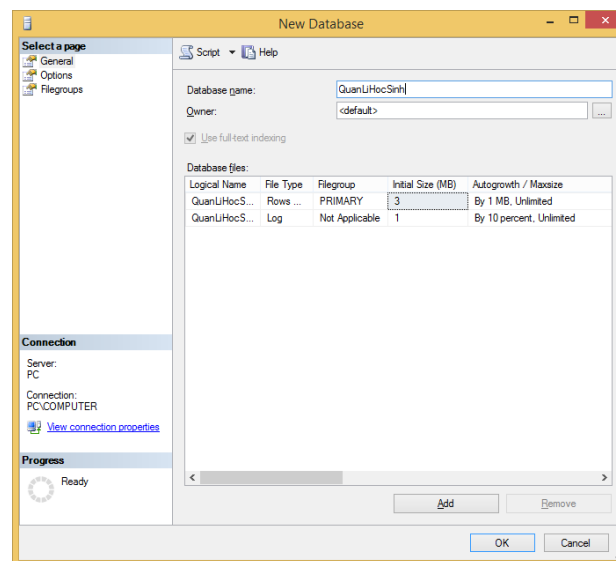 New Database
Select a page
General
Options
Filegroups
Script
Help
Database name:
QuanLiHocSinh
Owner:
<default>
...
Use full-text indexing
Database files:
Logical Name File Type Filegroup Initial Size (MB) Autogrowth / Maxsize
QuanLiHocS... Rows ... PRIMARY 3 By 1 MB, Unlimited
QuanLiHocS... Log Not Applicable 1 By 10 percent, Unlimited
Connection
Server:
PC
Connection:
PC\COMPUTER
View connection properties
Progress
Ready
Add
Remove
OK
Cancel